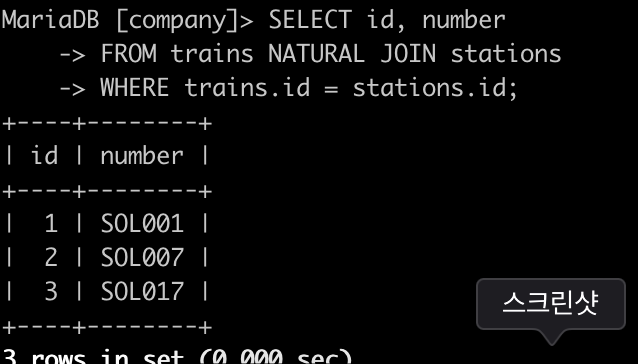 MariaDB [company]> SELECT id, number
    -> FROM trains NATURAL JOIN stations
    -> WHERE trains.id = stations.id;
+----+--------+
| id | number |
+----+--------+
|  1 | SOL001 |
|  2 | SOL007 |
|  3 | SOL017 |
+----+--------+
스크린샷
3 rows in set (0.000 sec)